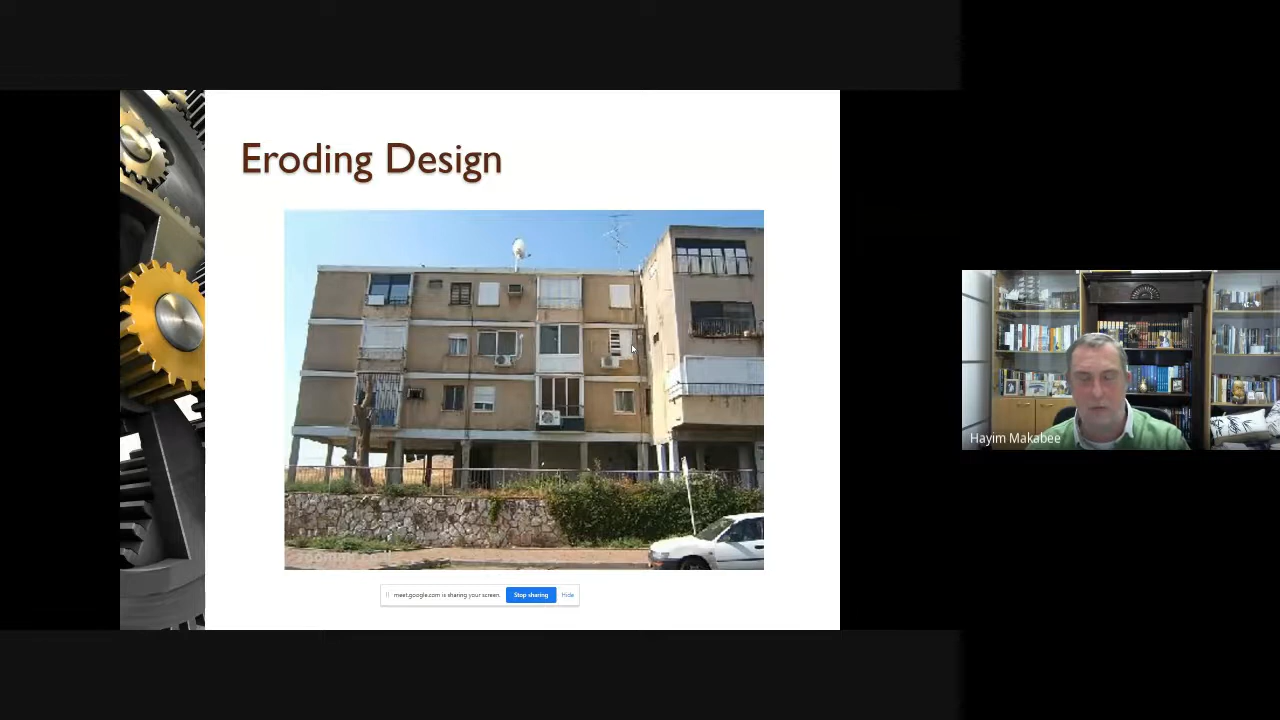 Eroding Design
meet.google.com is sharing your screen. Stop sharing Hide
Hayim Makabee